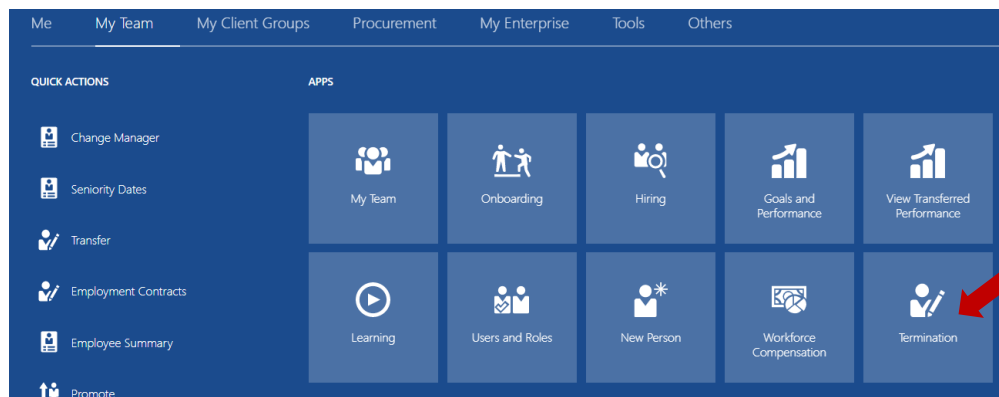 Me My Team My Client Groups Procurement My Enterprise Tools Others
QUICK ACTIONS
Change Manager
Seniority Dates
Transfer
Employment Contracts
Employee Summary
Promote
APPS
My Team
Onboarding
Hiring
Goals and
Performance
View Transferred
Performance
Learning
Users and Roles
New Person
Workforce
Compensation
Termination